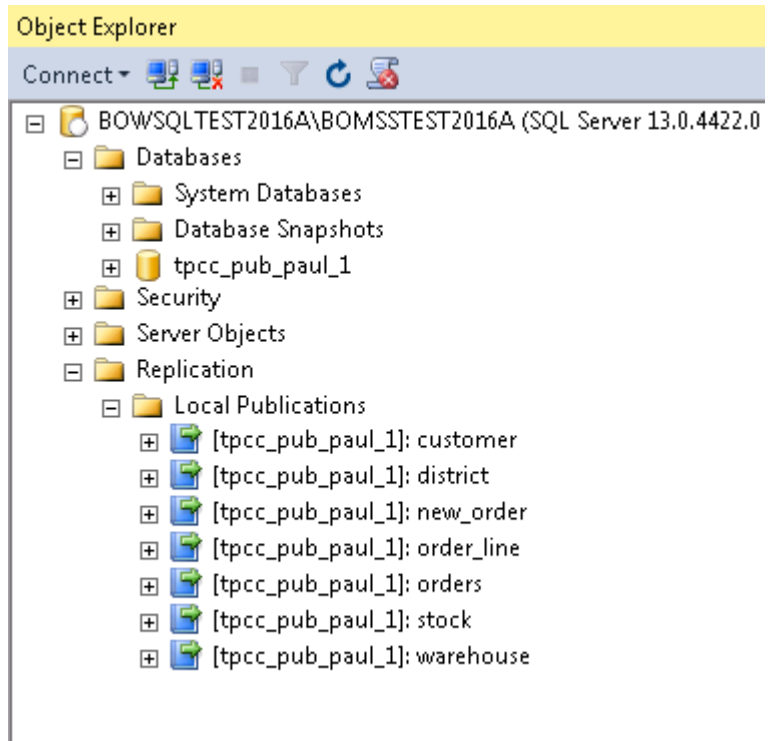 Object Explorer
Connect
BOWSQLTEST2016A\BOMSSTEST2016A (SQL Server 13.0.4422.0
Databases
System Databases
Database Snapshots
tpcc_pub_paul_1
Security
Server Objects
Replication
Local Publications
[tpcc_pub_paul_1]: customer
[tpcc_pub_paul_1]: district
[tpcc_pub_paul_1]: new_order
[tpcc_pub_paul_1]: order_line
[tpcc_pub_paul_1]: orders
[tpcc_pub_paul_1]: stock
[tpcc_pub_paul_1]: warehouse